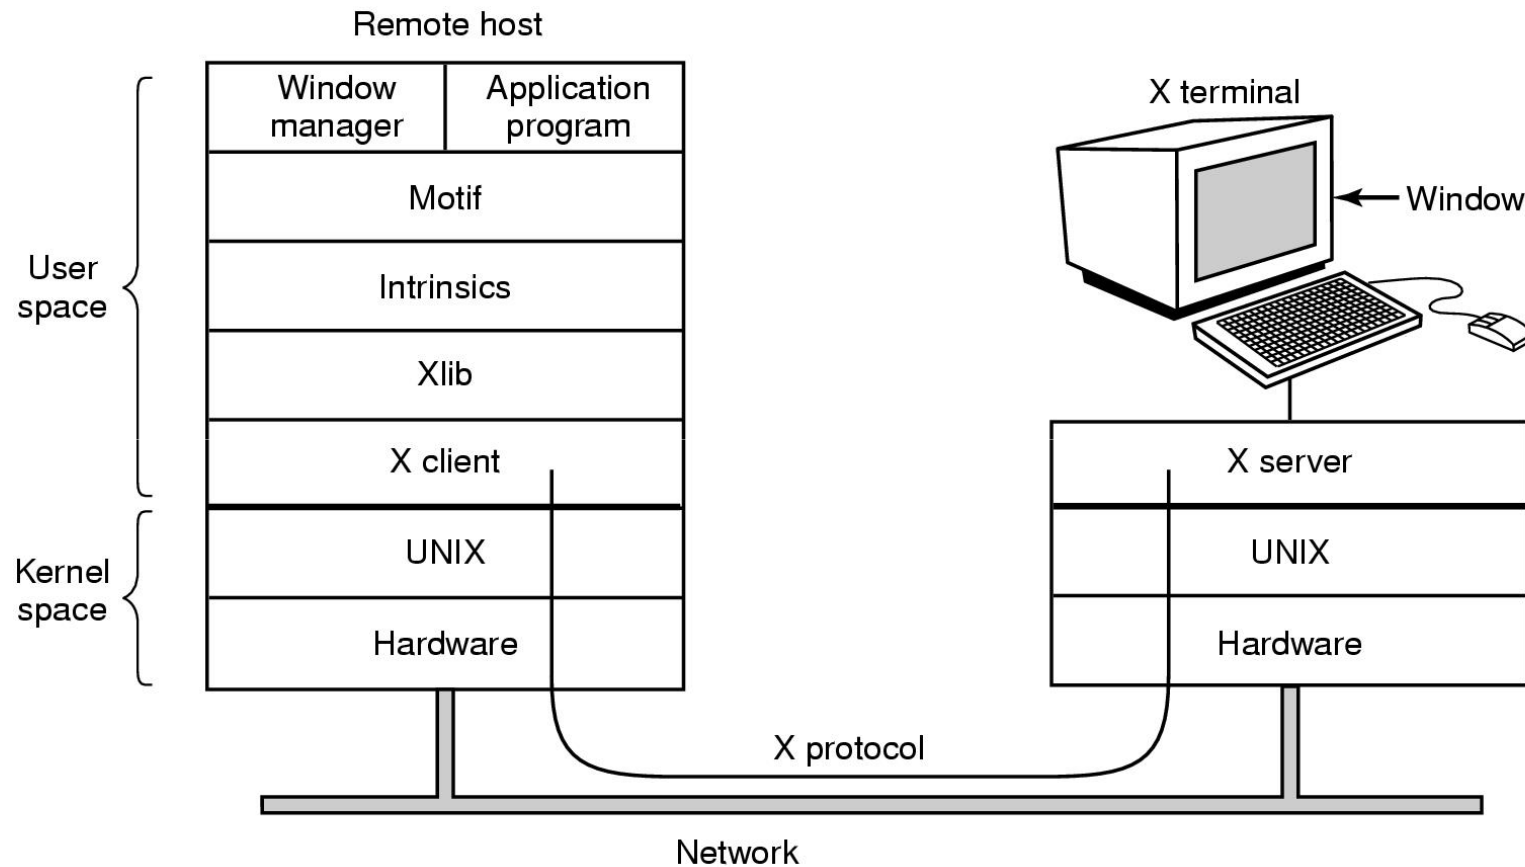 Remote host
Window
manager
Application
program
Motif
Intrinsics
Xlib
X client
UNIX
Hardware
User
space
Kernel
space
X terminal
Window
X server
UNIX
Hardware
X protocol
Network